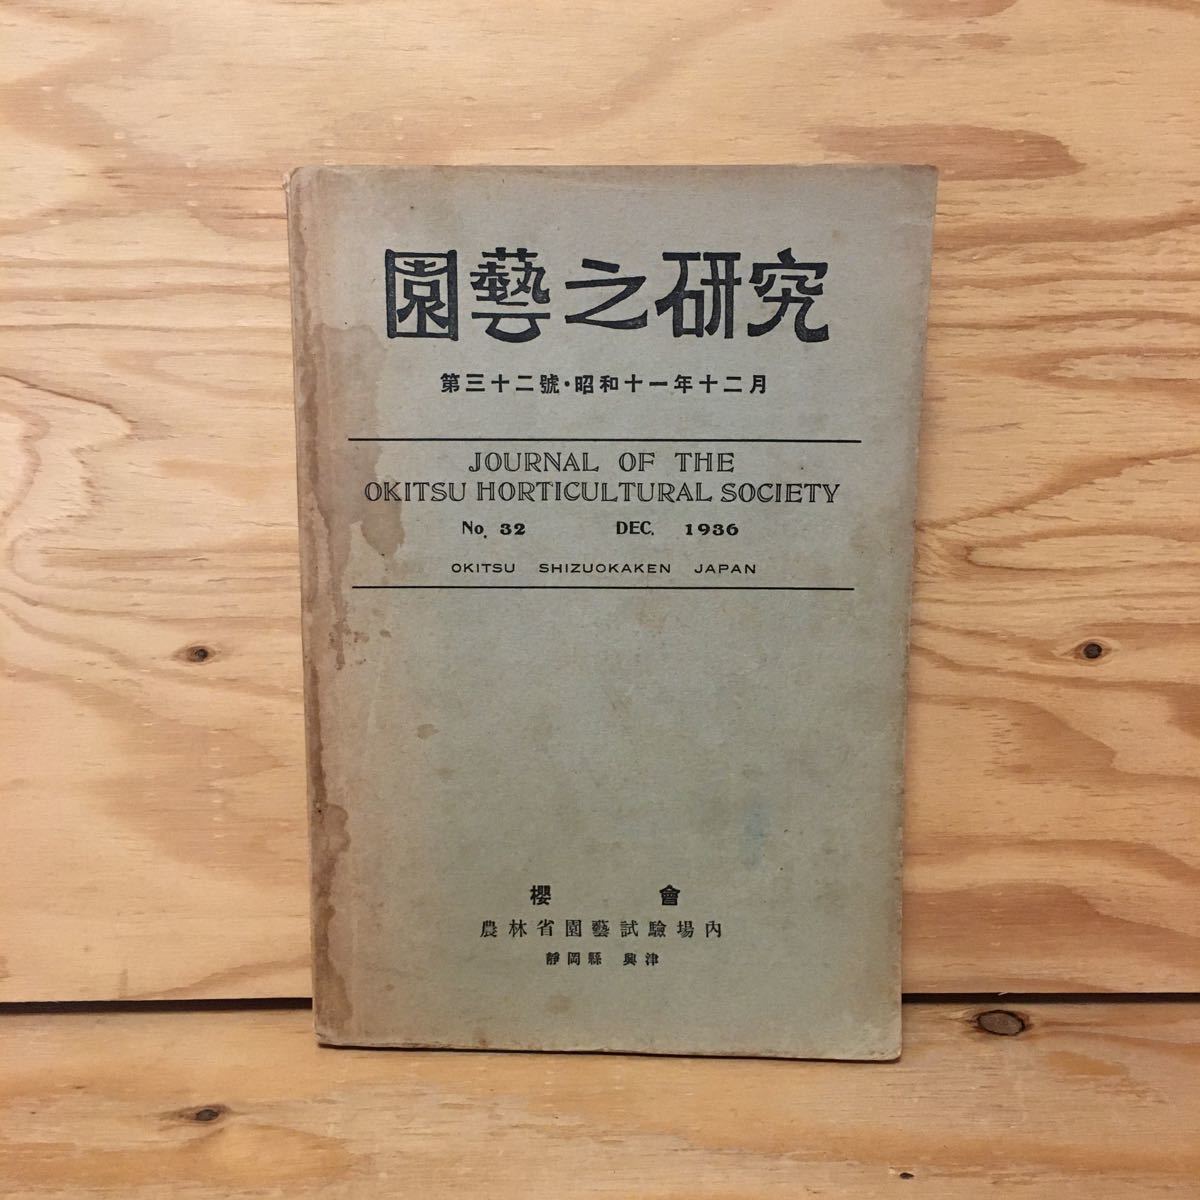 園藝之研究
第三十二號・昭和十一年十二月
JOURNAL OF THE
OKITSU HORTICULTURAL SOCIETY
No. 32 DEC. 1936
OKITSU SHIZUOKAKEN JAPAN
櫻會
農林省園藝試驗場內
靜岡縣 興津